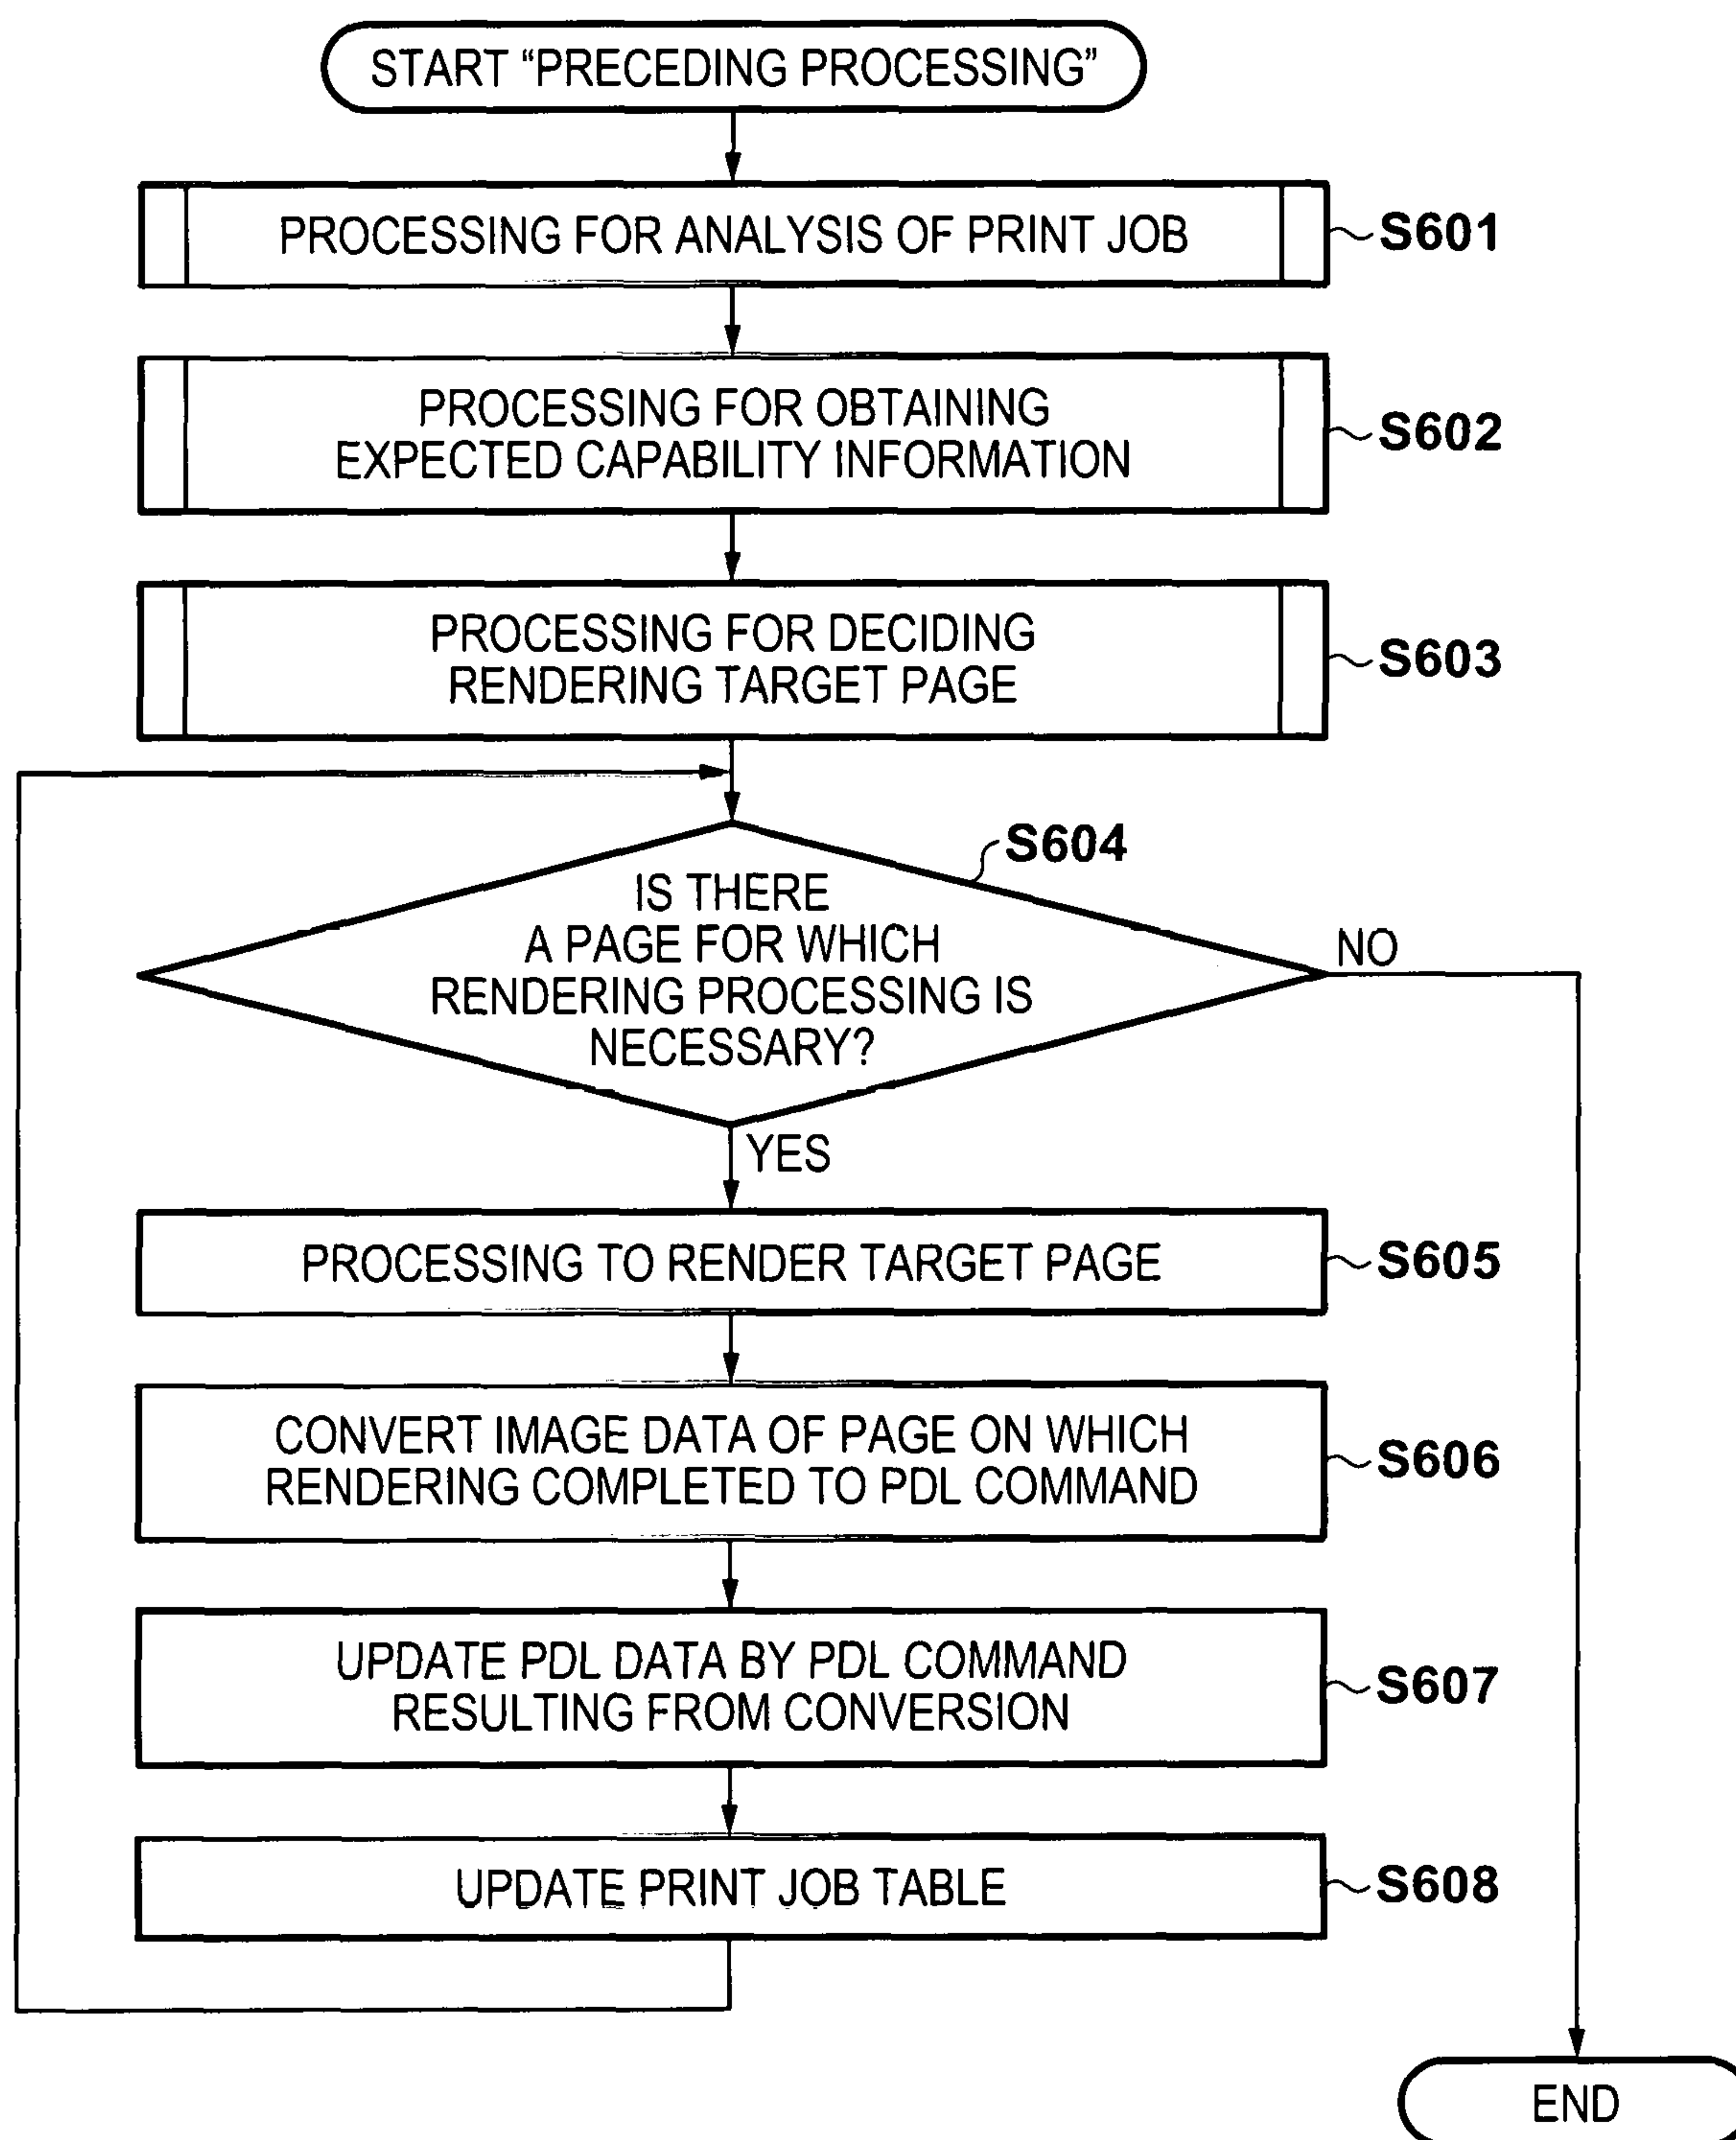 START “PRECEDING PROCESSING”
PROCESSING FOR ANALYSIS OF PRINT JOB
S601
PROCESSING FOR OBTAINING
EXPECTED CAPABILITY INFORMATION
S602
PROCESSING FOR DECIDING
RENDERING TARGET PAGE
S603
S604
IS THERE
A PAGE FOR WHICH
RENDERING PROCESSING IS
NECESSARY?
NO
YES
PROCESSING TO RENDER TARGET PAGE
S605
CONVERT IMAGE DATA OF PAGE ON WHICH
RENDERING COMPLETED TO PDL COMMAND
S606
UPDATE PDL DATA BY PDL COMMAND
RESULTING FROM CONVERSION
S607
UPDATE PRINT JOB TABLE
S608
END